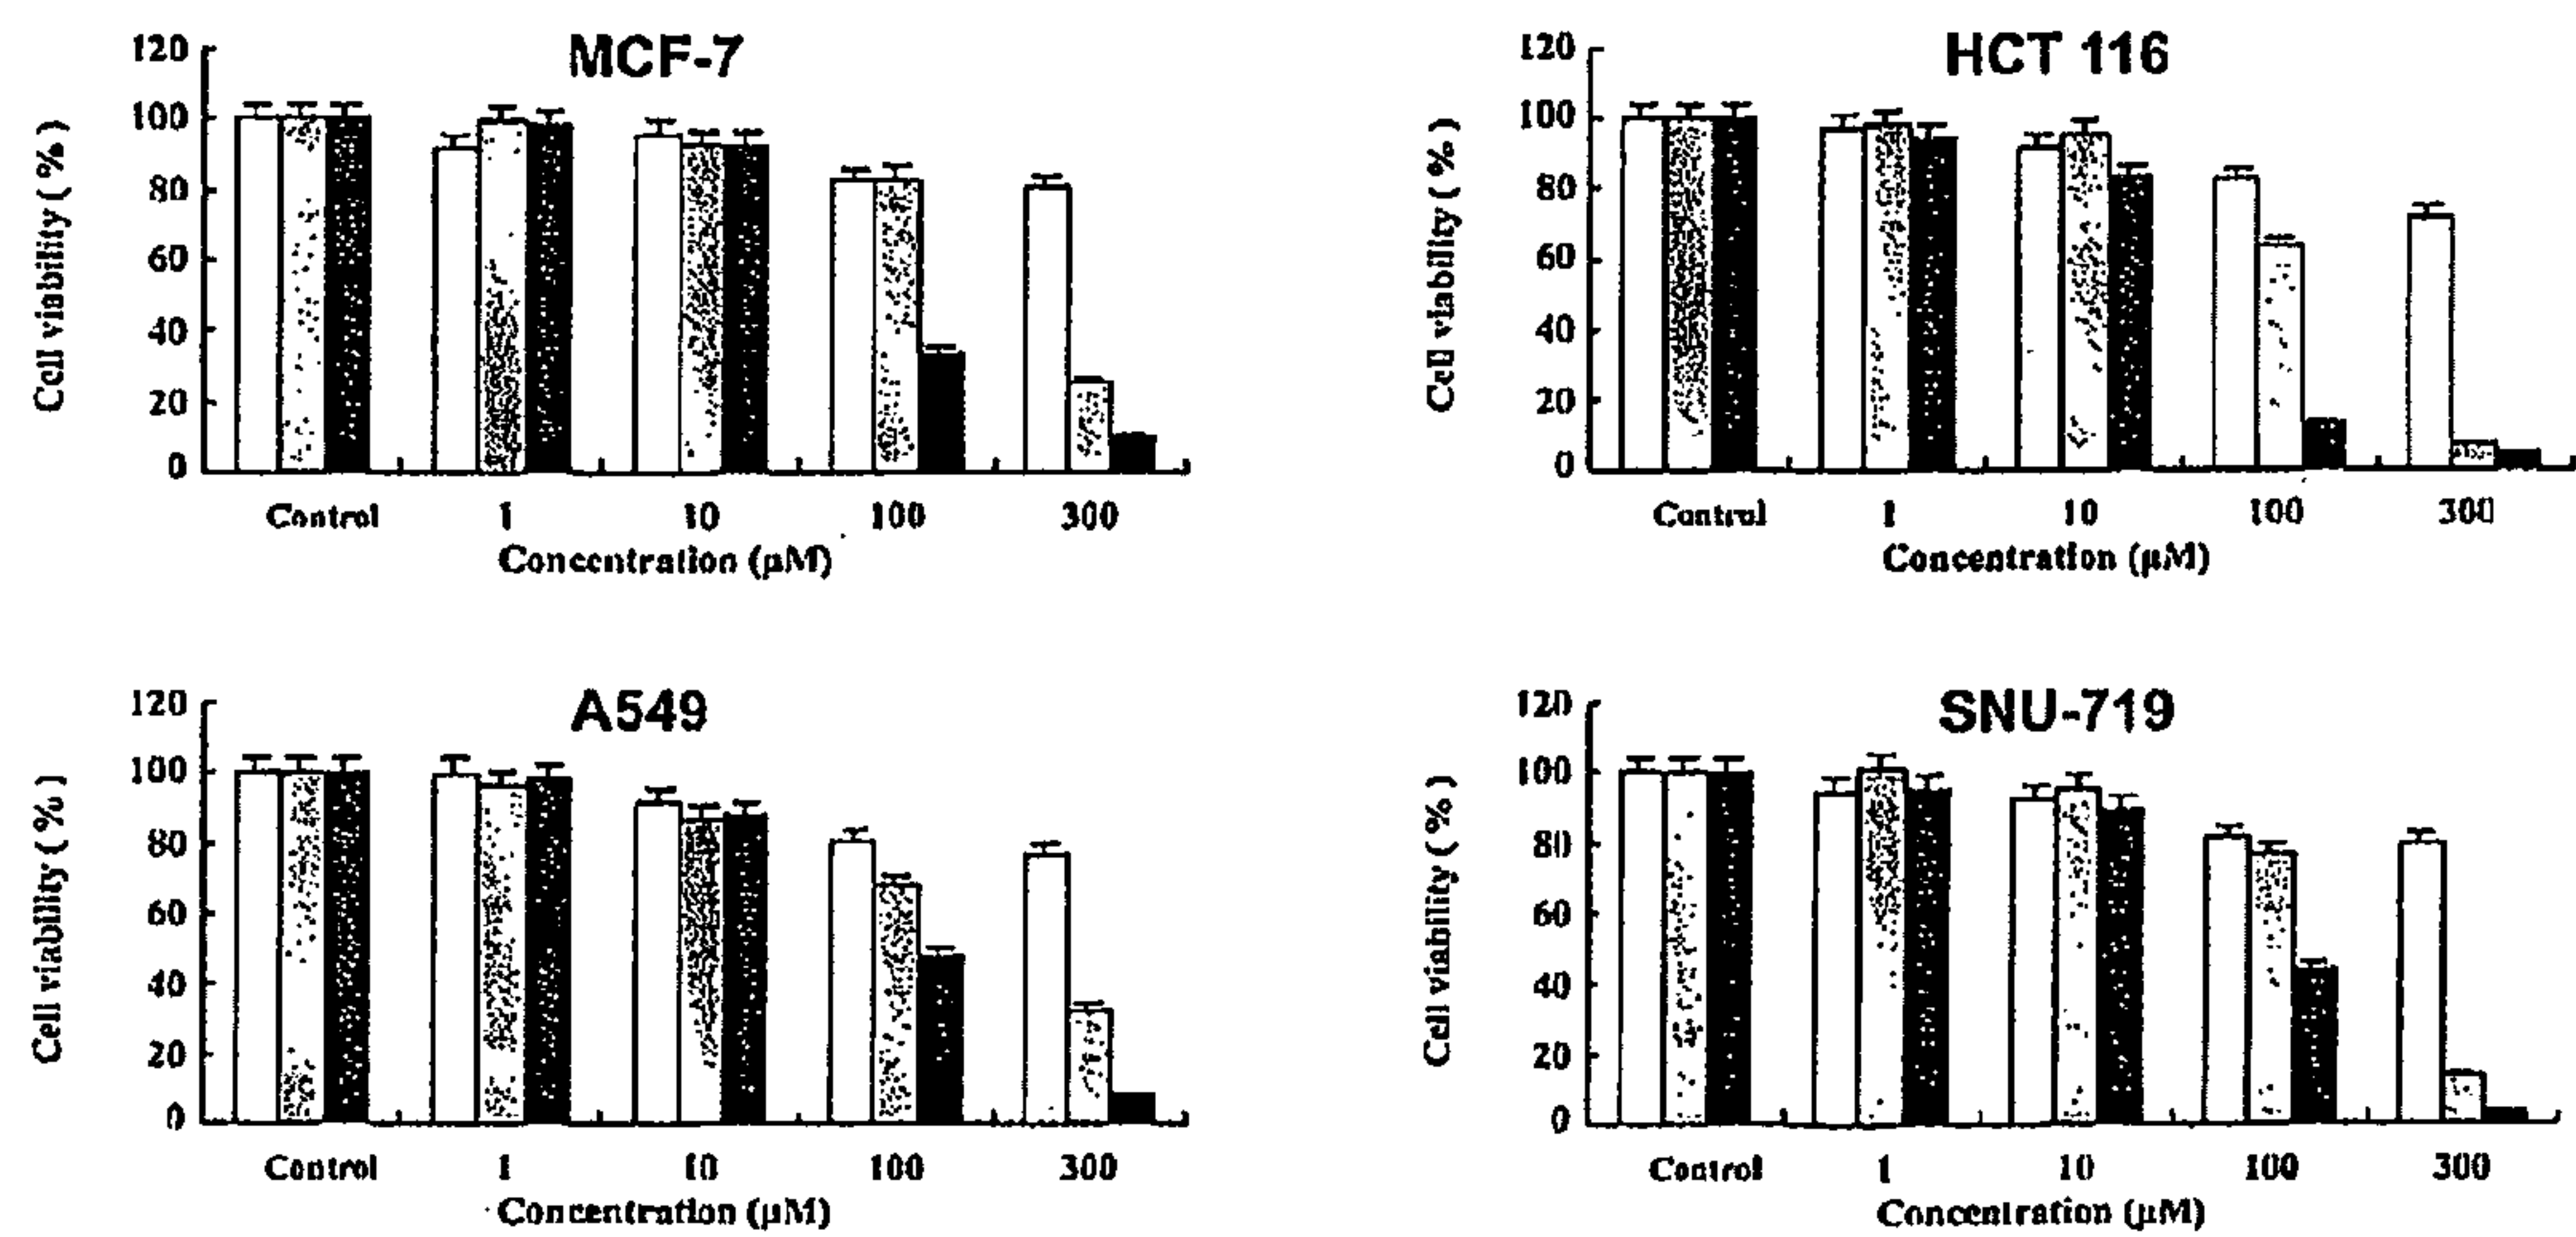 MCF-7
120
100
80
60
40
20
0
Cell viability ( % )
Control 1 10 100 300
Concentration (µM)
HCT 116
120
100
80
60
40
20
0
Cell viability ( % )
Control 1 10 100 300
Concentration (µM)
A549
120
100
80
60
40
20
0
Cell viability ( % )
Control 1 10 100 300
Concentration (µM)
SNU-719
120
100
80
60
40
20
0
Cell viability ( % )
Control 1 10 100 300
Concentration (µM)